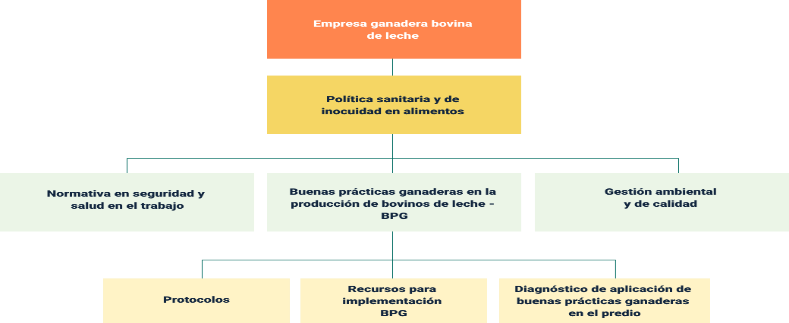 Empresa ganadera bovina
de leche
Política sanitaria y de
inocuidad en alimentos
Normativa en seguridad y
salud en el trabajo
Buenas prácticas ganaderas en la
producción de bovinos de leche -
BPG
Gestión ambiental
y de calidad
Protocolos
Recursos para
implementación
BPG
Diagnóstico de aplicación de
buenas prácticas ganaderas
en el predio